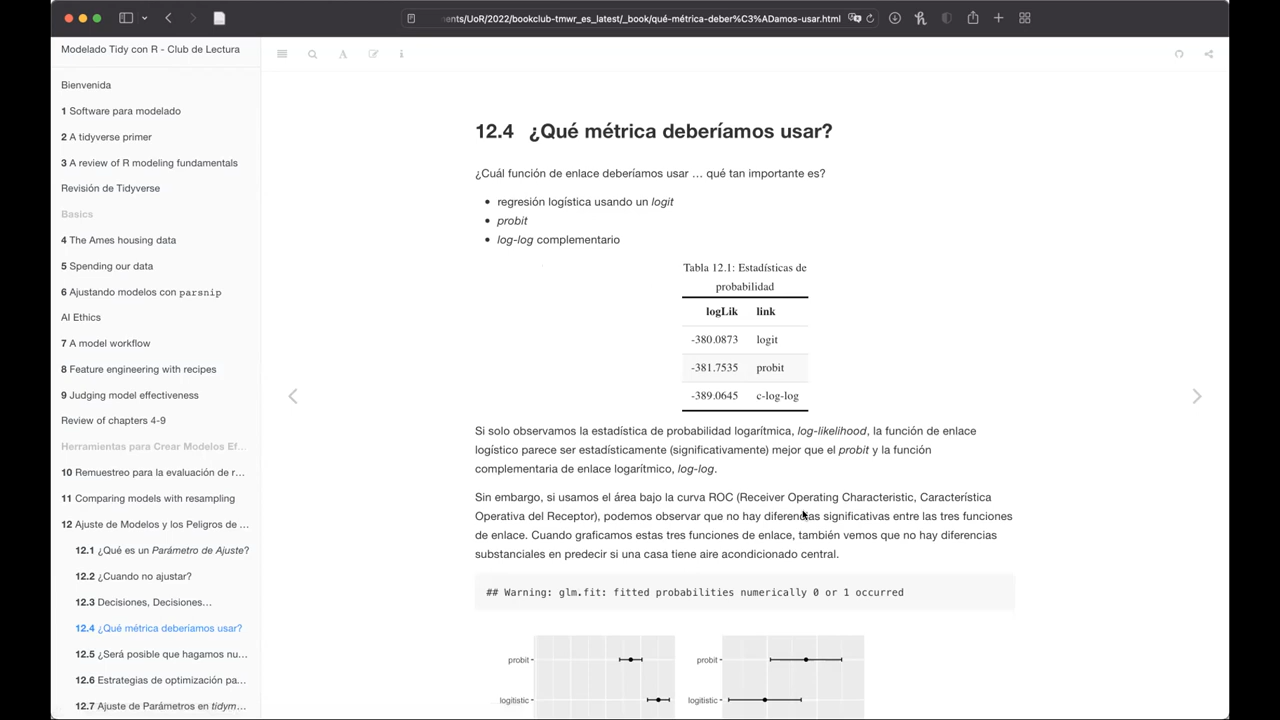 ents/UoR/2022/bookclub-tmwr_es_latest/_book/qué-métrica-deber%C3%ADamos-usar.html
Modelado Tidy con R - Club de Lectura
Bienvenida
1 Software para modelado
2 A tidyverse primer
3 A review of R modeling fundamentals
Revisión de Tidyverse
Basics
4 The Ames housing data
5 Spending our data
6 Ajustando modelos con parsnip
AI Ethics
7 A model workflow
8 Feature engineering with recipes
9 Judging model effectiveness
Review of chapters 4-9
Herramientas para Crear Modelos Ef...
10 Remuestreo para la evaluación de r...
11 Comparing models with resampling
12 Ajuste de Modelos y los Peligros de ...
12.1 ¿Qué es un Parámetro de Ajuste?
12.2 ¿Cuando no ajustar?
12.3 Decisiones, Decisiones...
12.4 ¿Qué métrica deberíamos usar?
12.5 ¿Será posible que hagamos nu...
12.6 Estrategias de optimización pa...
12.7 Ajuste de Parámetros en tidym...
12.4 ¿Qué métrica deberíamos usar?
¿Cuál función de enlace deberíamos usar … qué tan importante es?
• regresión logística usando un logit
• probit
• log-log complementario
Tabla 12.1: Estadísticas de
probabilidad
logLik link
-380.0873 logit
-381.7535 probit
-389.0645 c-log-log
Si solo observamos la estadística de probabilidad logarítmica, log-likelihood, la función de enlace
logístico parece ser estadísticamente (significativamente) mejor que el probit y la función
complementaria de enlace logarítmico, log-log.
Sin embargo, si usamos el área bajo la curva ROC (Receiver Operating Characteristic, Característica
Operativa del Receptor), podemos observar que no hay diferencias significativas entre las tres funciones
de enlace. Cuando graficamos estas tres funciones de enlace, también vemos que no hay diferencias
substanciales en predecir si una casa tiene aire acondicionado central.
## Warning: glm.fit: fitted probabilities numerically 0 or 1 occurred
probit probit
logitistic logitistic